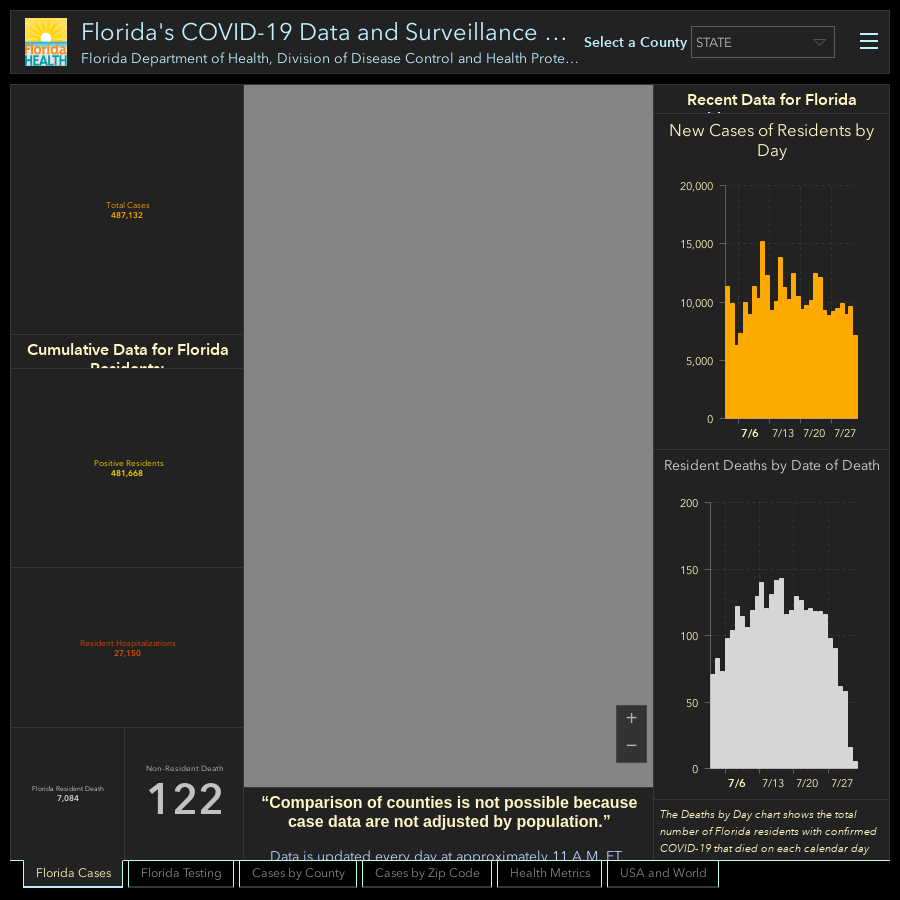 Florida HEALTH
Florida's COVID-19 Data and Surveillance ...
Florida Department of Health, Division of Disease Control and Health Prote...
Select a County
STATE
Total Cases
487,132
Cumulative Data for Florida
Residents:
Positive Residents
481,668
Resident Hospitalizations
27,150
Florida Resident Death
7,084
Non-Resident Death
122
+
−
“Comparison of counties is not possible because
case data are not adjusted by population.”
Data is updated every day at approximately 11 A.M. ET.
Recent Data for Florida
New Cases of Residents by
Day
20,000
15,000
10,000
5,000
0
7/6 7/13 7/20 7/27
Resident Deaths by Date of Death
200
150
100
50
0
7/6 7/13 7/20 7/27
The Deaths by Day chart shows the total
number of Florida residents with confirmed
COVID-19 that died on each calendar day
Florida Cases
Florida Testing
Cases by County
Cases by Zip Code
Health Metrics
USA and World